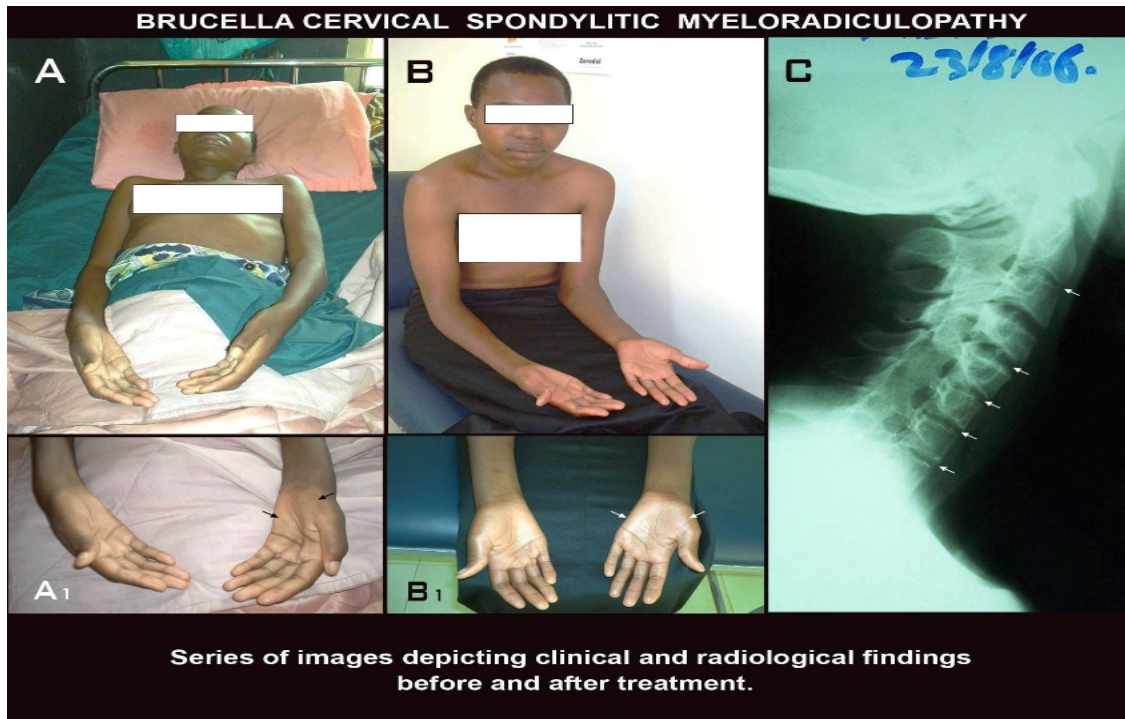 BRUCELLA CERVICAL SPONDYLITIC MYELORADICULOPATHY
A
B
Zerodol
C
23/8/06.
A1
B1
Series of images depicting clinical and radiological findings
before and after treatment.